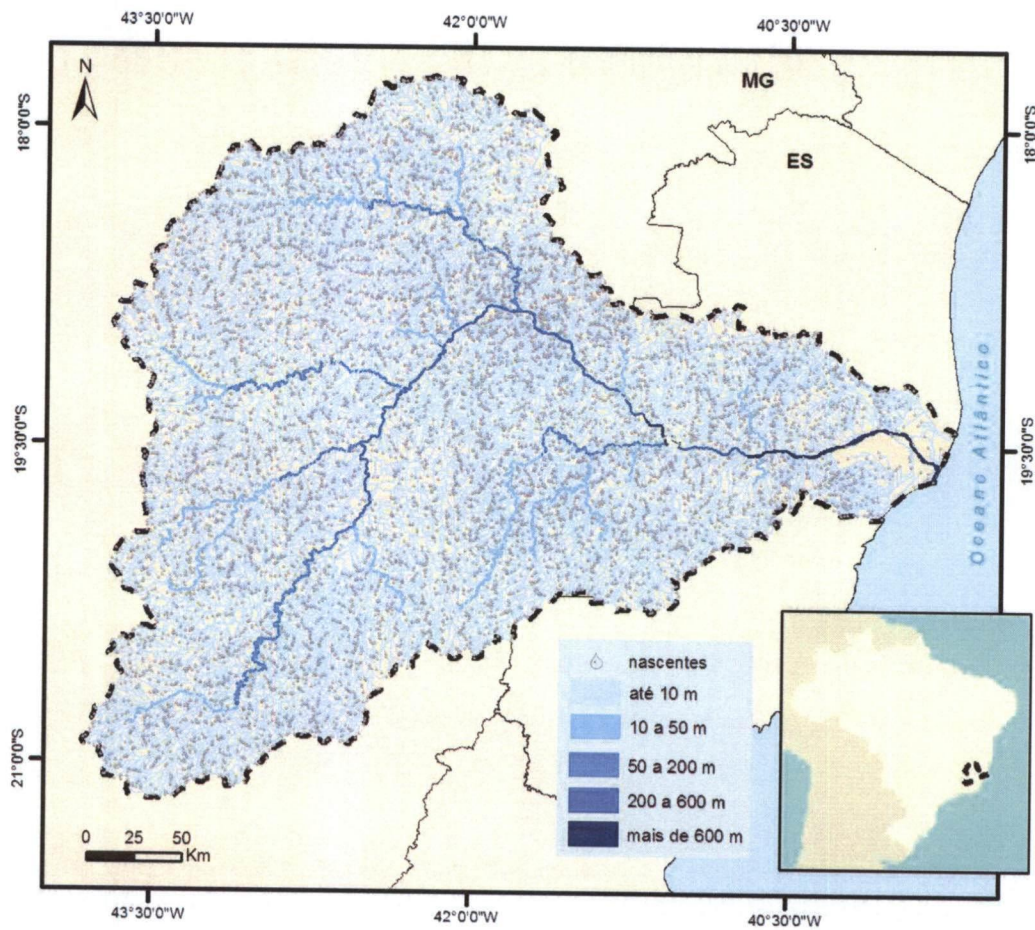 43°30'0"W
42°0'0"W
40°30'0"W
N
MG
ES
18°0'0"S
18°0'0"S
19°30'0"S
19°30'0"S
Oceano Atlântico
21°0'0"S
nascentes
até 10 m
10 a 50 m
50 a 200 m
200 a 600 m
mais de 600 m
0 25 50
Km
43°30'0"W
42°0'0"W
40°30'0"W